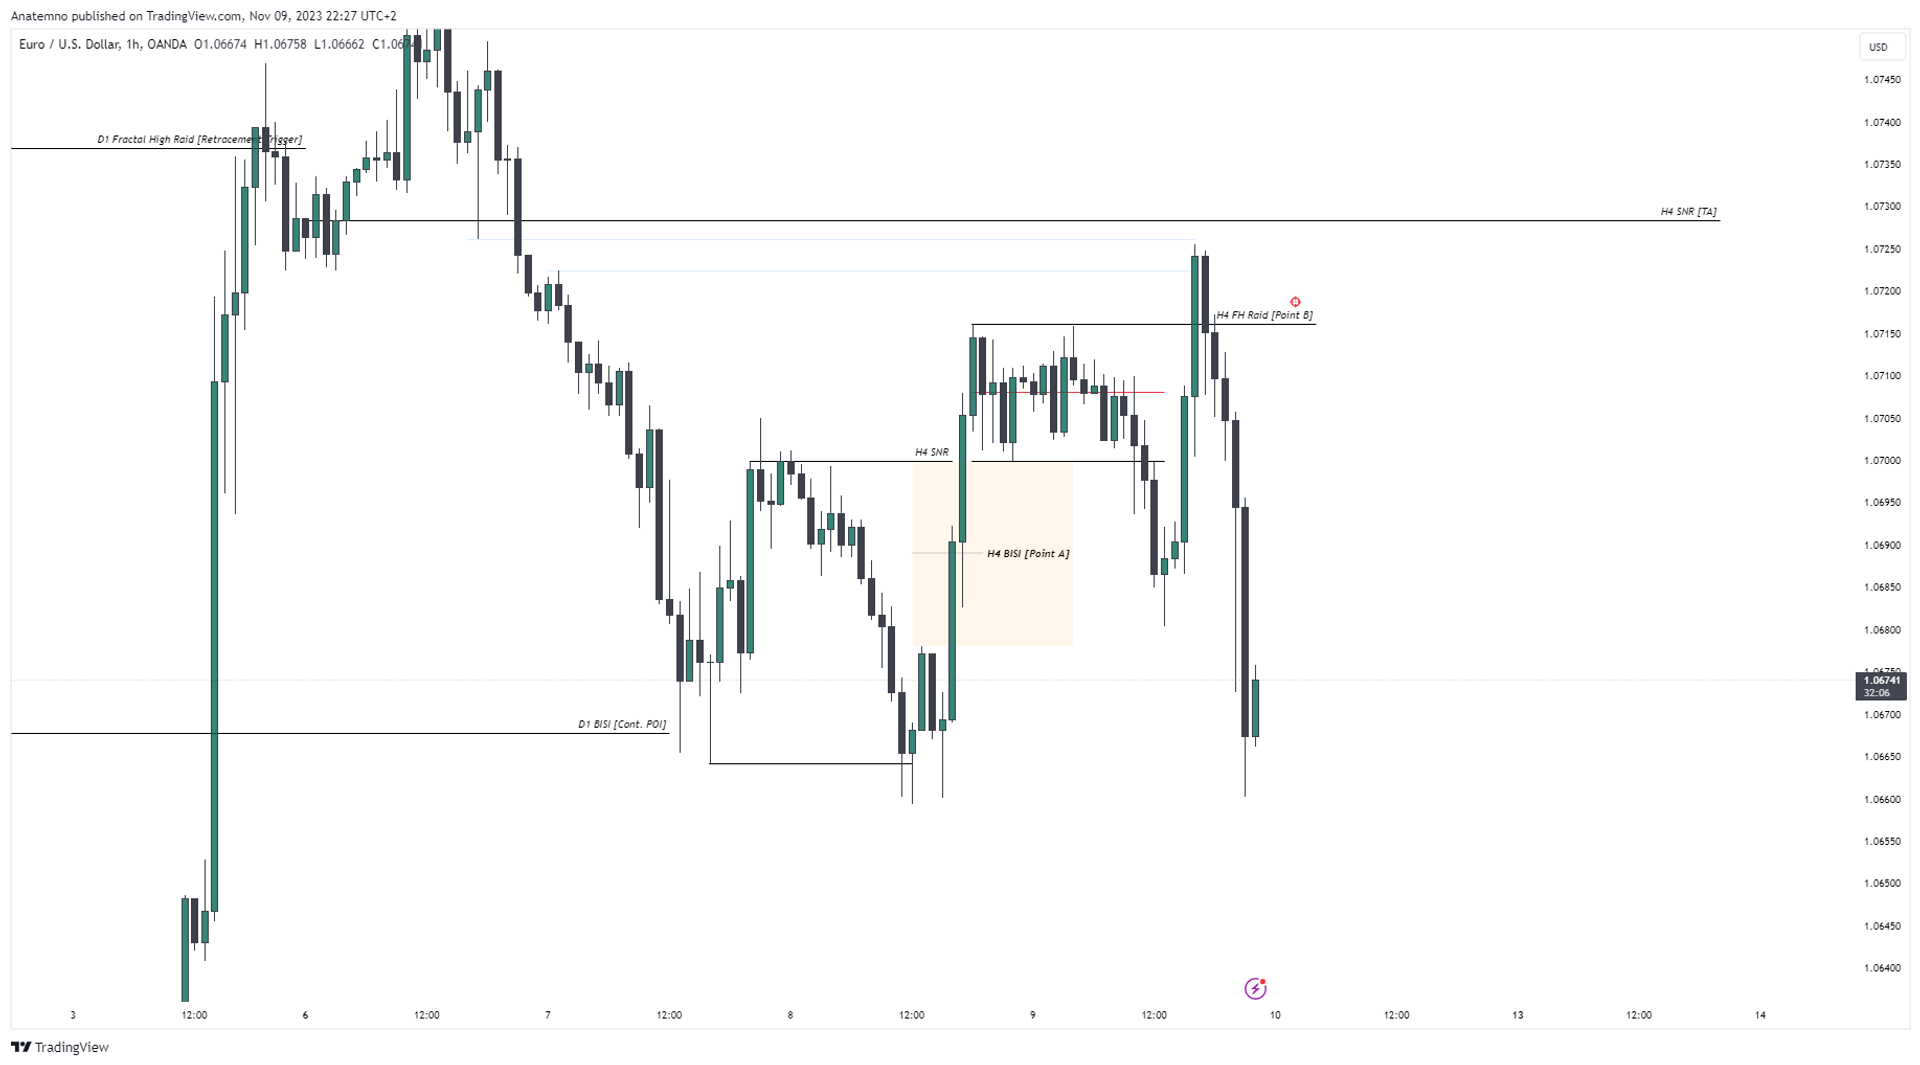 Anatemno published on TradingView.com, Nov 09, 2023 22:27 UTC+2
Euro / U.S. Dollar, 1h, OANDA O1.06674 H1.06758 L1.06662
USD
1.07450
1.07400
D1 Fractal High Raid [Retracement Trigger]
1.07350
1.07300
H4 SNR [TA]
1.07250
1.07200
H4 FH Raid [Point B]
1.07150
1.07100
1.07050
H4 SNR
1.07000
1.06950
1.06900
H4 BISI [Point A]
1.06850
1.06800
1.06750
1.06741
32:06
1.06700
D1 BISI [Cont. POI]
1.06650
1.06600
1.06550
1.06500
1.06450
1.06400
3 12:00 6 12:00 7 12:00 8 12:00 9 12:00 10 12:00 13 12:00 14
TradingView